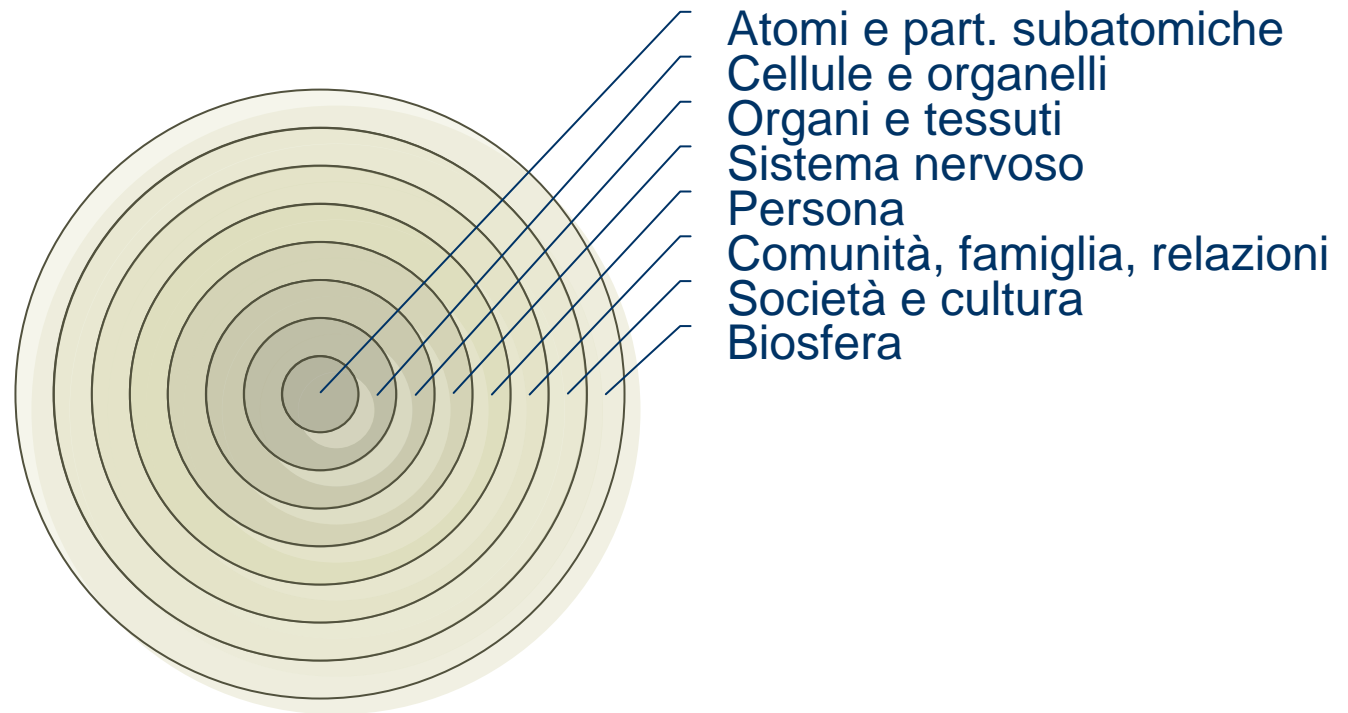 Atomi e part. subatomiche
Cellule e organelli
Organi e tessuti
Sistema nervoso
Persona
Comunità, famiglia, relazioni
Società e cultura
Biosfera